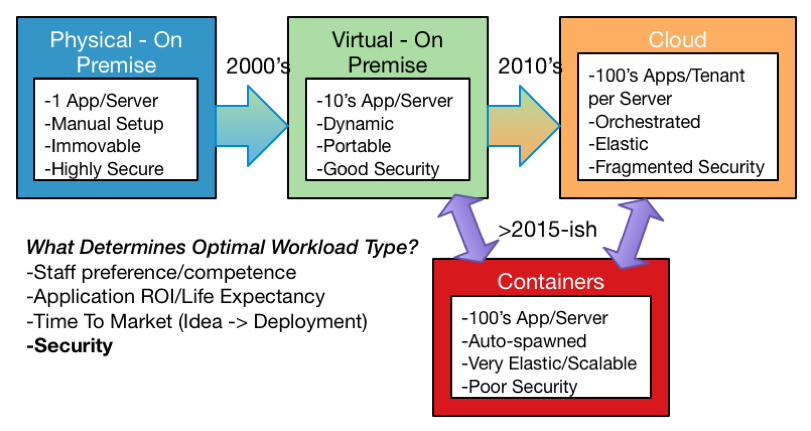 Physical - On
Premise
-1 App/Server
-Manual Setup
-Immovable
-Highly Secure
2000's
Virtual - On
Premise
-10's App/Server
-Dynamic
-Portable
-Good Security
2010's
Cloud
-100's Apps/Tenant
per Server
-Orchestrated
-Elastic
-Fragmented Security
>2015-ish
What Determines Optimal Workload Type?
-Staff preference/competence
-Application ROI/Life Expectancy
-Time To Market (Idea -> Deployment)
-Security
Containers
-100's App/Server
-Auto-spawned
-Very Elastic/Scalable
-Poor Security